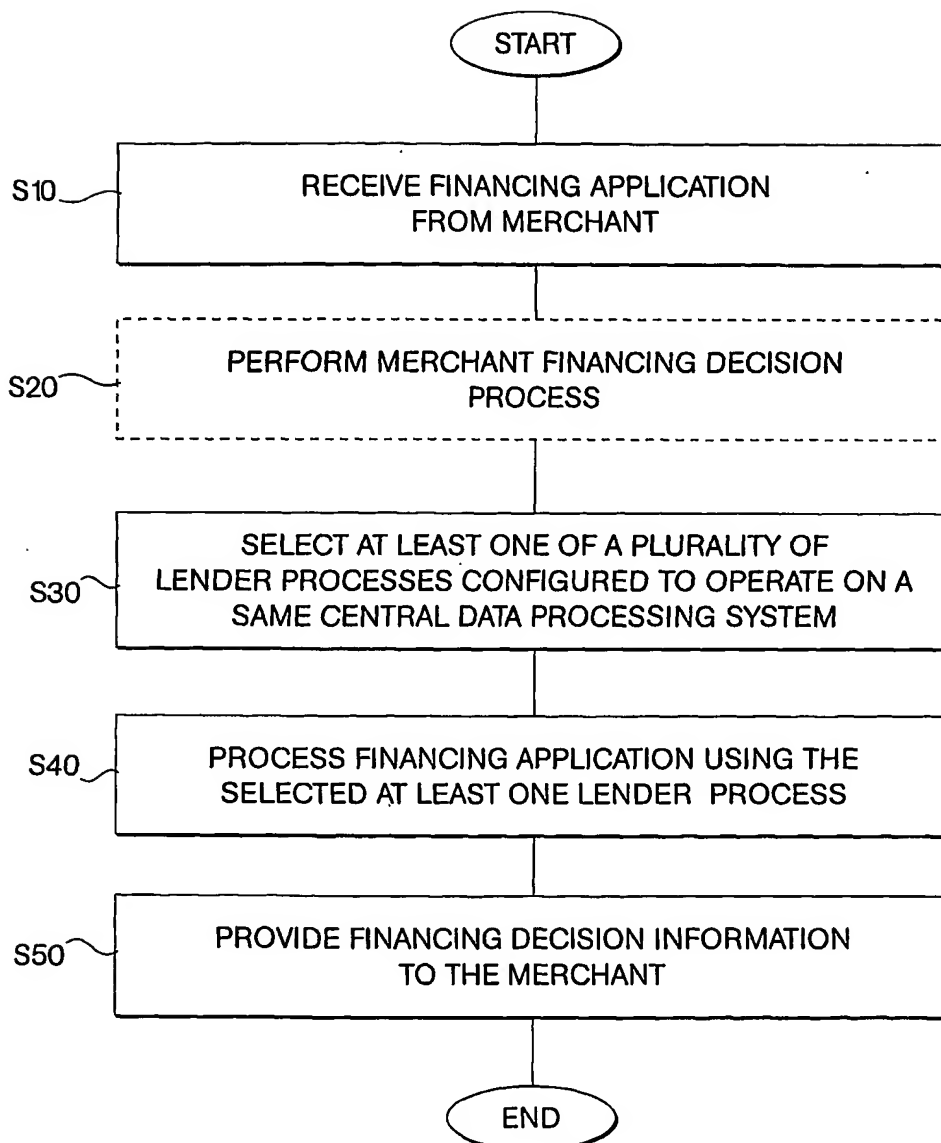 START
S10
RECEIVE FINANCING APPLICATION
FROM MERCHANT
S20
PERFORM MERCHANT FINANCING DECISION
PROCESS
S30
SELECT AT LEAST ONE OF A PLURALITY OF
LENDER PROCESSES CONFIGURED TO OPERATE ON A
SAME CENTRAL DATA PROCESSING SYSTEM
S40
PROCESS FINANCING APPLICATION USING THE
SELECTED AT LEAST ONE LENDER PROCESS
S50
PROVIDE FINANCING DECISION INFORMATION
TO THE MERCHANT
END